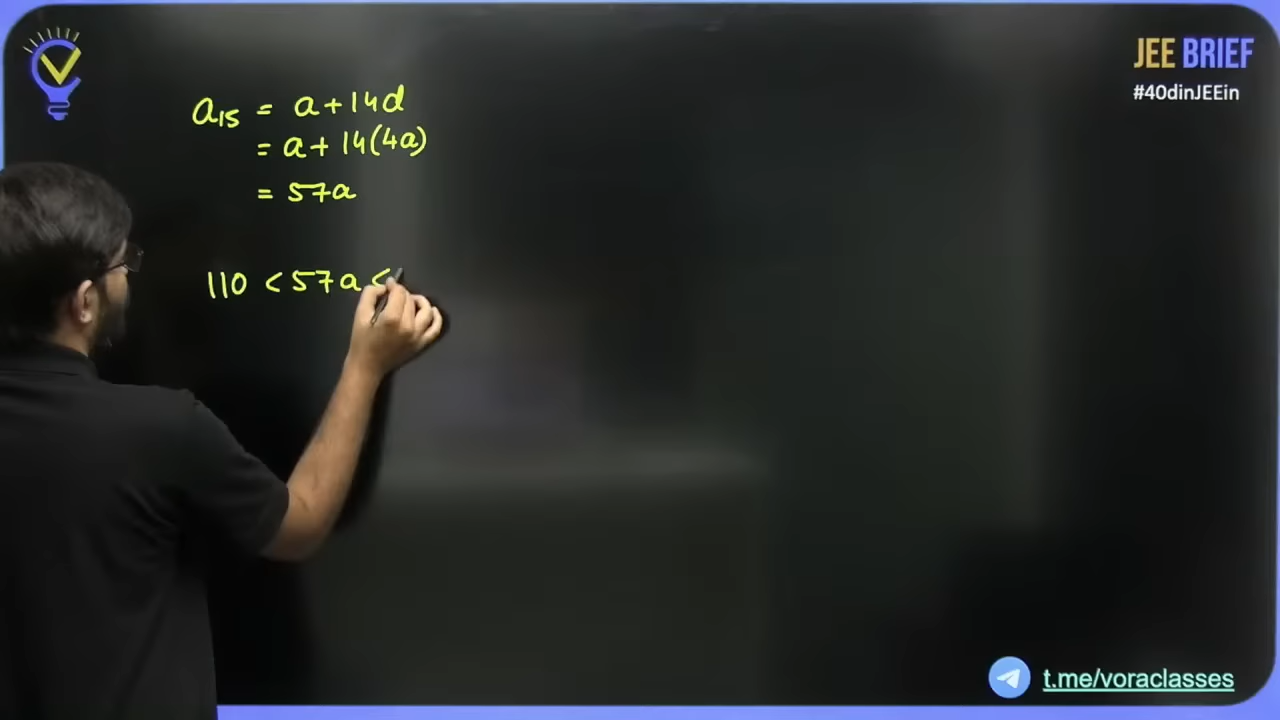 JEE BRIEF
#40dinJEEin
a₁₅ = a + 14d
= a + 14(4a)
= 57a
110 < 57a <
t.me/voraclasses